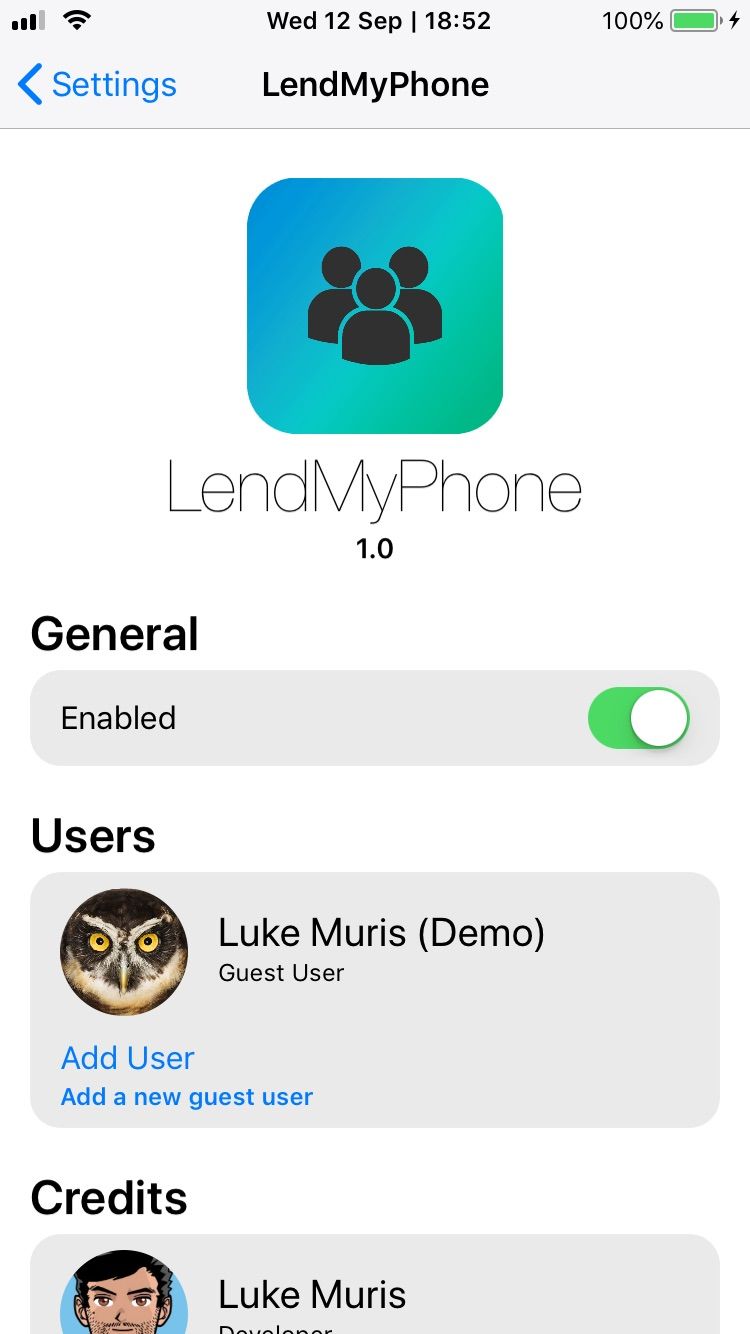 Wed 12 Sep | 18:52
100%
Settings
LendMyPhone
LendMyPhone
1.0
General
Enabled
Users
Luke Muris (Demo)
Guest User
Add User
Add a new guest user
Credits
Luke Muris
Developer